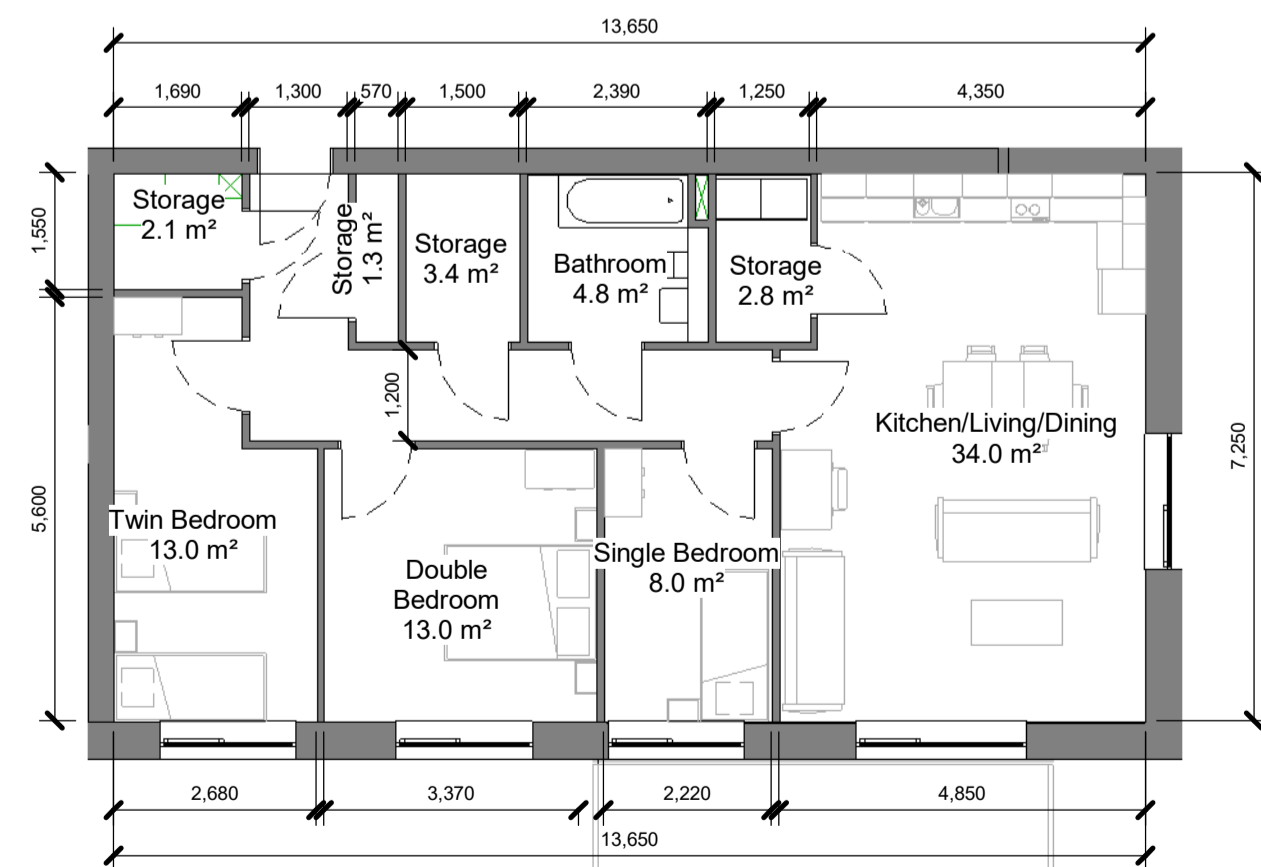 13,650
1,690
1,300
570
1,500
2,390
1,250
4,350
1,550
5,600
7,250
1,200
Storage
2.1 m²
Storage
1.3 m²
Storage
3.4 m²
Bathroom
4.8 m²
Storage
2.8 m²
Kitchen/Living/Dining
34.0 m²
Twin Bedroom
13.0 m²
Double
Bedroom
13.0 m²
Single Bedroom
8.0 m²
2,680
3,370
2,220
4,850
13,650